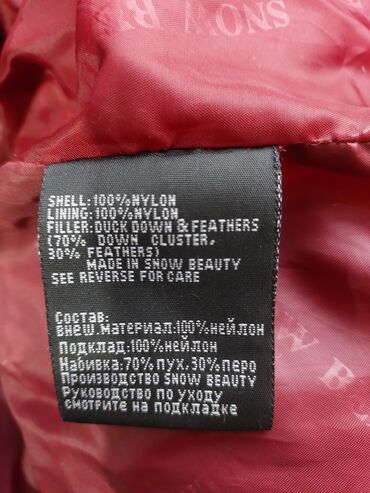 SNOW BE
SHELL:100%NYLON
LINING:100%NYLON
FILLER:DUCK DOWN & FEATHERS
(70% DOWN CLUSTER,
30% FEATHERS)
MADE IN SNOW BEAUTY
SEE REVERSE FOR CARE
СОСТАВ:
ВНЕШ.МАТЕРИАЛ:100%НЕЙЛОН
ПОДКЛАД:100%НЕЙЛОН
НАБИВКА:70% ПУХ.30%ПЕРО
ПРОИЗВОДСТВО SNOW BEAUTY
РУКОВОДСТВО ПО УХОДУ
СМОТРИТЕ НА ПОДКЛАДКЕ